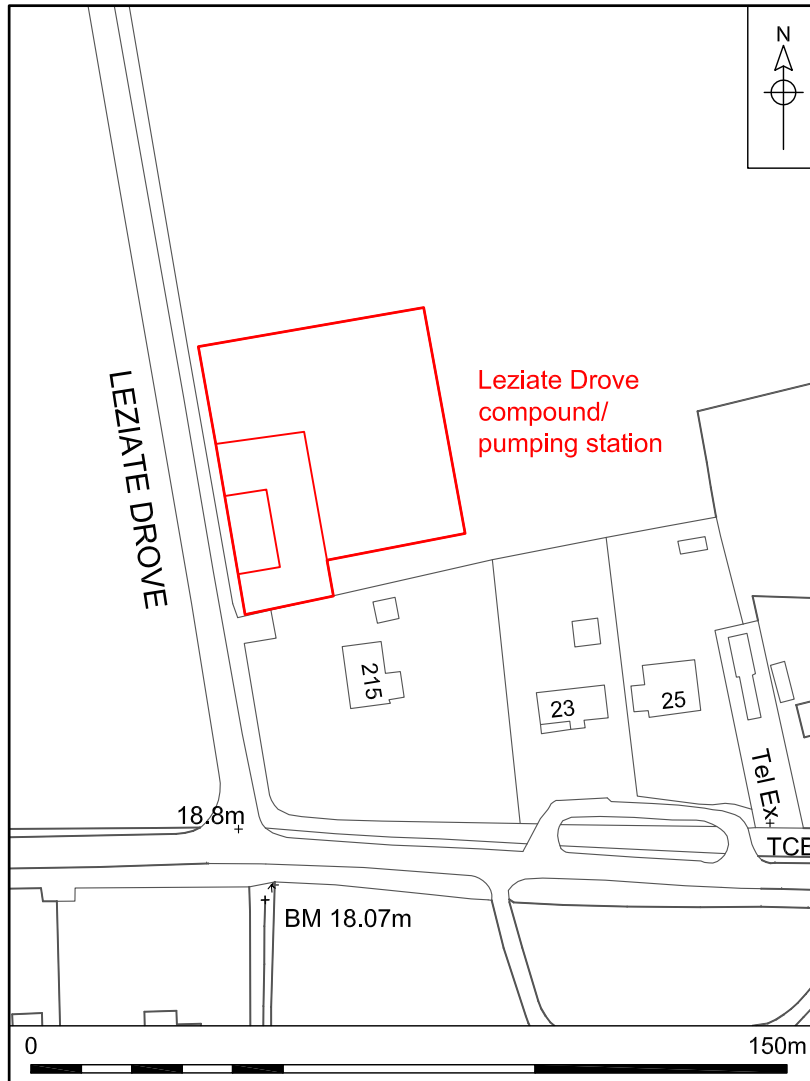 N
Leziate Drove
compound/
pumping station
LEZIATE DROVE
215
23
25
Tel Ex
18.8m
TCB
BM 18.07m
0
150m